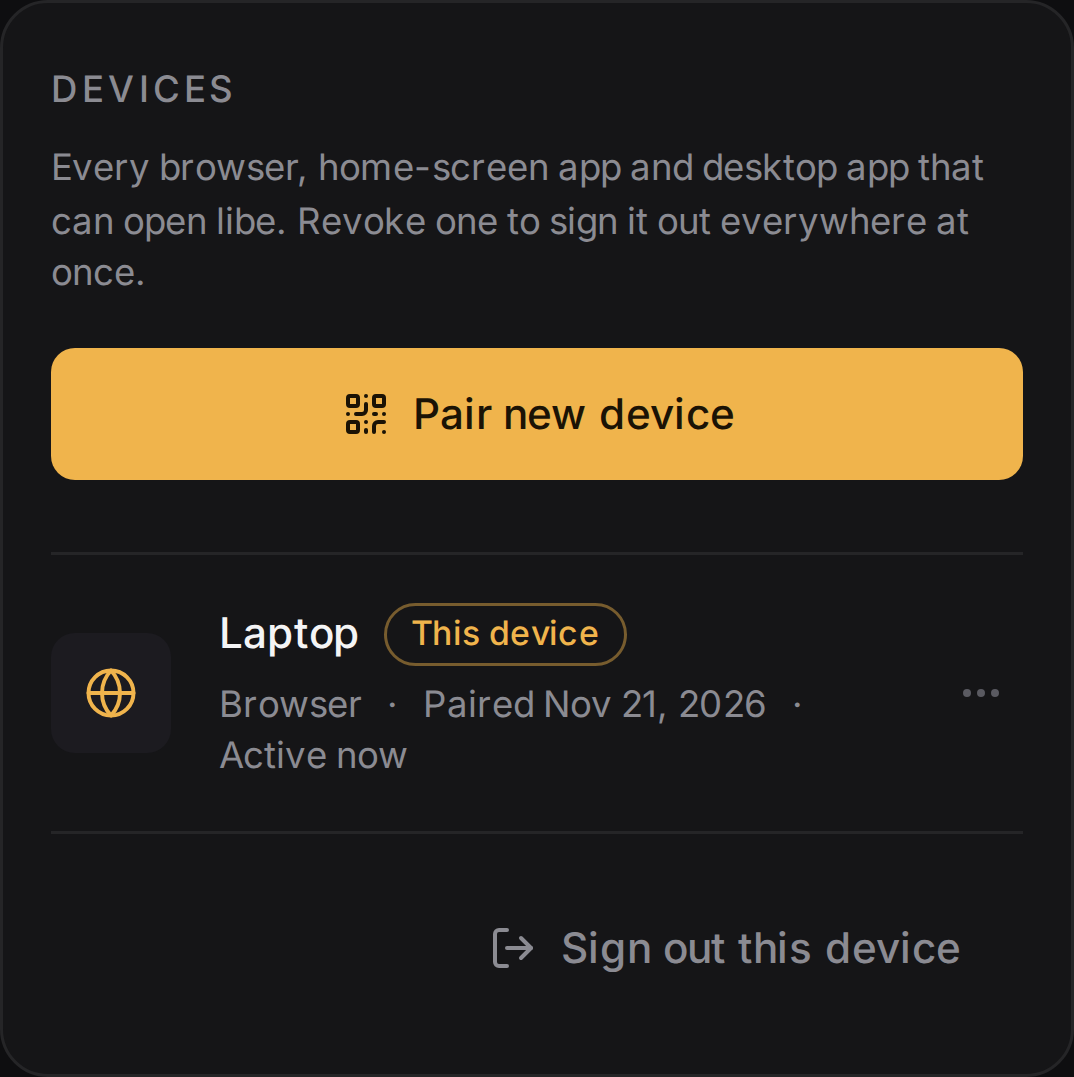 DEVICES
Every browser, home-screen app and desktop app that
can open libe. Revoke one to sign it out everywhere at
once.
Pair new device
Laptop This device
Browser · Paired Nov 21, 2026 ·
Active now
Sign out this device